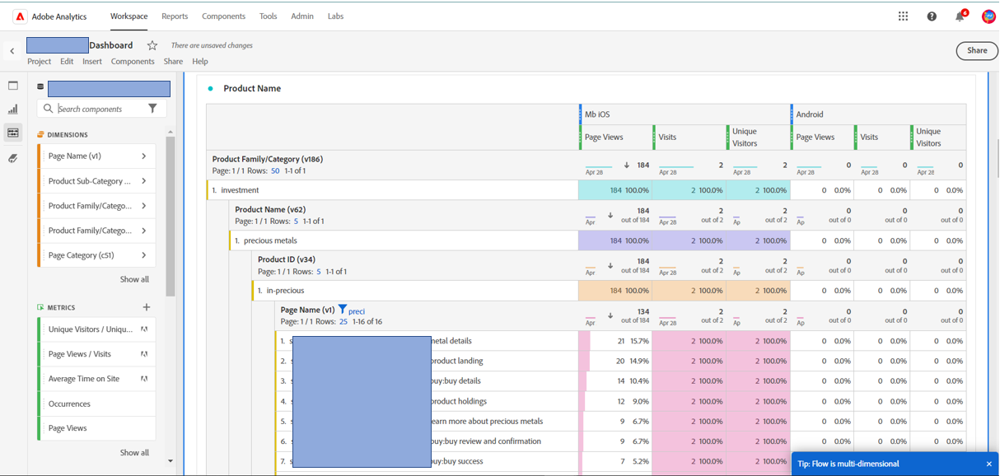 Adobe Analytics Workspace Reports Components Tools Admin Labs 6
Dashboard There are unsaved changes
Share
Project Edit Insert Components Share Help
Search components
DIMENSIONS
Page Name (v1)
Product Sub-Category ...
Product Family/Catego...
Product Family/Catego...
Page Category (c51)
Show all
METRICS
Unique Visitors / Uniqu...
Page Views / Visits
Average Time on Site
Occurrences
Page Views
Show all
Product Name
Mb iOS Android
Page Views Visits Unique Visitors Page Views Visits Unique Visitors
Product Family/Category (v186)
Page: 1 / 1 Rows: 50 1-1 of 1
Apr 28 184 Apr 28 2 Apr 28 2 Apr 28 0 Apr 28 0 Apr 28 0
1. investment 184 100.0% 2 100.0% 2 100.0% 0 0.0% 0 0.0% 0 0.0%
Product Name (v62)
Page: 1 / 1 Rows: 5 1-1 of 1
Apr 184 out of 184 Apr 28 2 out of 2 Ap 2 out of 2 Ap 0 out of 0 0 out of 0 0 out of 0
1. precious metals 184 100.0% 2 100.0% 2 100.0% 0 0.0% 0 0.0% 0 0.0%
Product ID (v34)
Page: 1 / 1 Rows: 5 1-1 of 1
Apr 184 out of 184 Apr 28 2 out of 2 Ap 2 out of 2 Ap 0 out of 0 0 out of 0 0 out of 0
1. in-precious 184 100.0% 2 100.0% 2 100.0% 0 0.0% 0 0.0% 0 0.0%
Page Name (v1) preci
Page: 1 / 1 Rows: 25 1-16 of 16
Apr 134 out of 184 Apr 28 2 out of 2 Ap 2 out of 2 Ap 0 out of 0 0 out of 0 0 out of 0
1. s metal details 21 15.7% 2 100.0% 2 100.0% 0 0.0% 0 0.0% 0 0.0%
2. s product landing 20 14.9% 2 100.0% 2 100.0% 0 0.0% 0 0.0% 0 0.0%
3. s buy:buy details 14 10.4% 2 100.0% 2 100.0% 0 0.0% 0 0.0% 0 0.0%
4. s product holdings 12 9.0% 2 100.0% 2 100.0% 0 0.0% 0 0.0% 0 0.0%
5. s learn more about precious metals 9 6.7% 2 100.0% 2 100.0% 0 0.0% 0 0.0% 0 0.0%
6. s buy:buy review and confirmation 9 6.7% 2 100.0% 2 100.0% 0 0.0% 0 0.0% 0 0.0%
7. s buy:buy success 7 5.2% 2 100.0% 2 100.0%
Tip: Flow is multi-dimensional